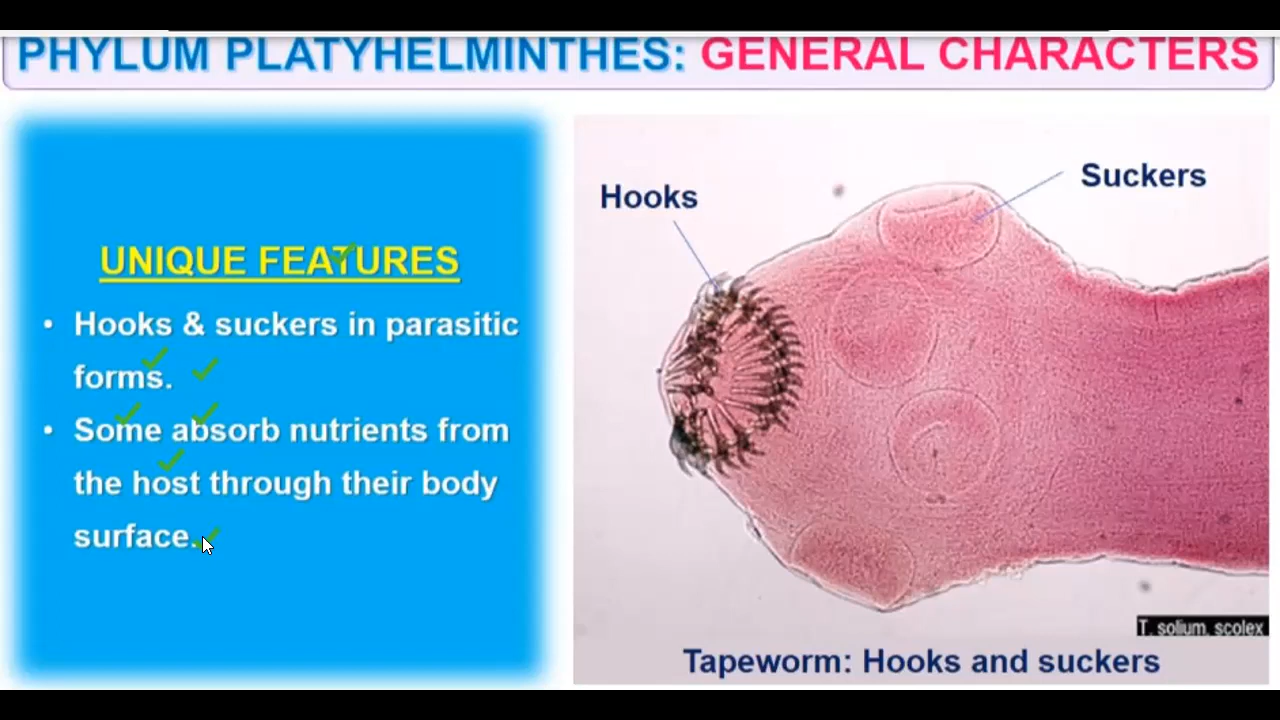 PHYLUM PLATYHELMINTHES: GENERAL CHARACTERS
UNIQUE FEATURES
• Hooks & suckers in parasitic
forms.
• Some absorb nutrients from
the host through their body
surface.
Hooks
Suckers
T. solium, scolex
Tapeworm: Hooks and suckers